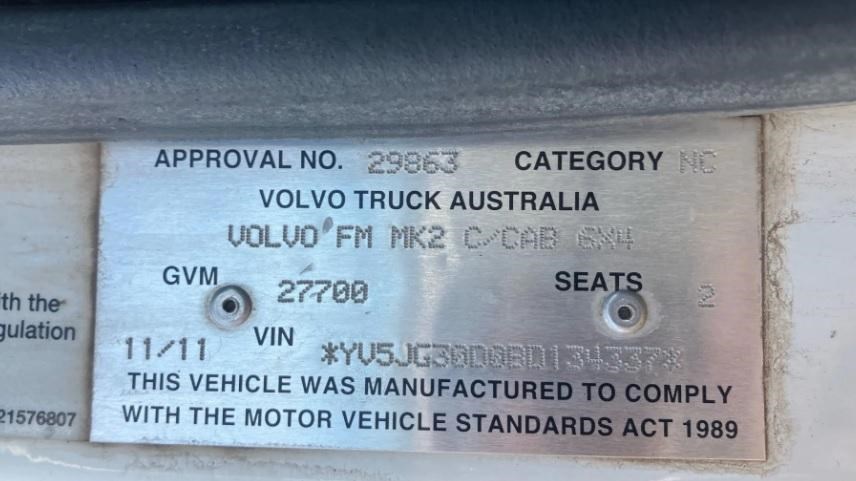 APPROVAL NO. 29863 CATEGORY NC
VOLVO TRUCK AUSTRALIA
VOLVO FM MK2 C/CAB 6X4
GVM 27700 SEATS 2
11/11 VIN *YV5JG30D0BD134337*
THIS VEHICLE WAS MANUFACTURED TO COMPLY
WITH THE MOTOR VEHICLE STANDARDS ACT 1989
th the
gulation
21576807